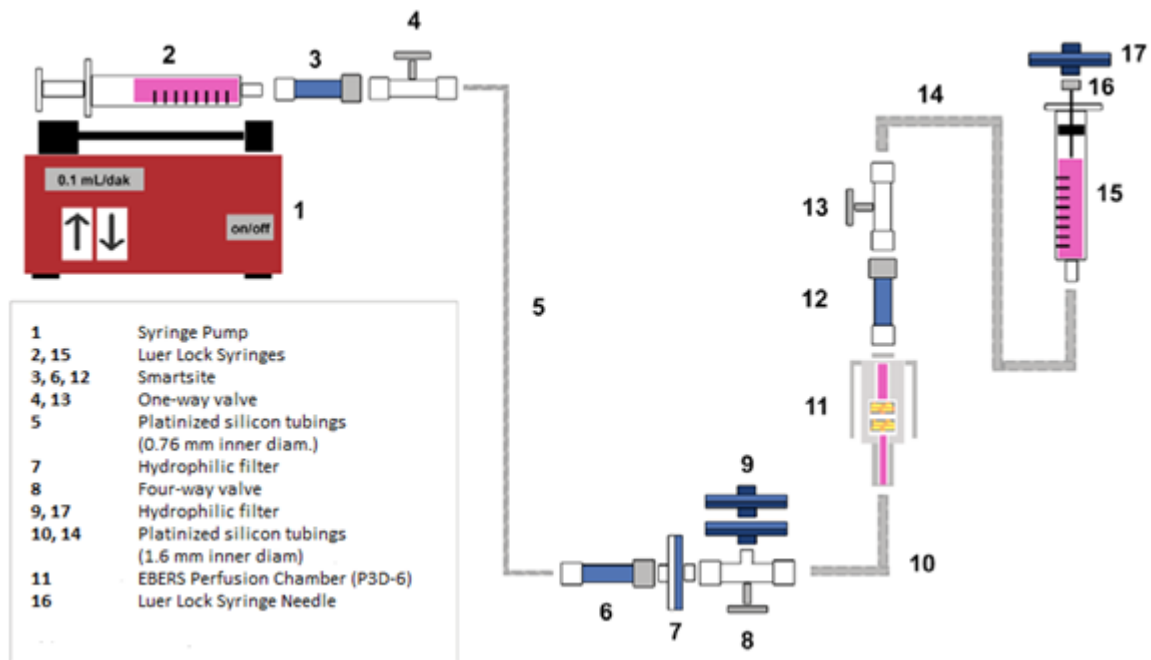 4
2
3
17
16
14
0.1 mL/dak
on/off
1
13
15
12
5
11
9
10
6
7
8
1 Syringe Pump
2, 15 Luer Lock Syringes
3, 6, 12 Smartsite
4, 13 One-way valve
5 Platinized silicon tubings
(0.76 mm inner diam.)
7 Hydrophilic filter
8 Four-way valve
9, 17 Hydrophilic filter
10, 14 Platinized silicon tubings
(1.6 mm inner diam)
11 EBERS Perfusion Chamber (P3D-6)
16 Luer Lock Syringe Needle